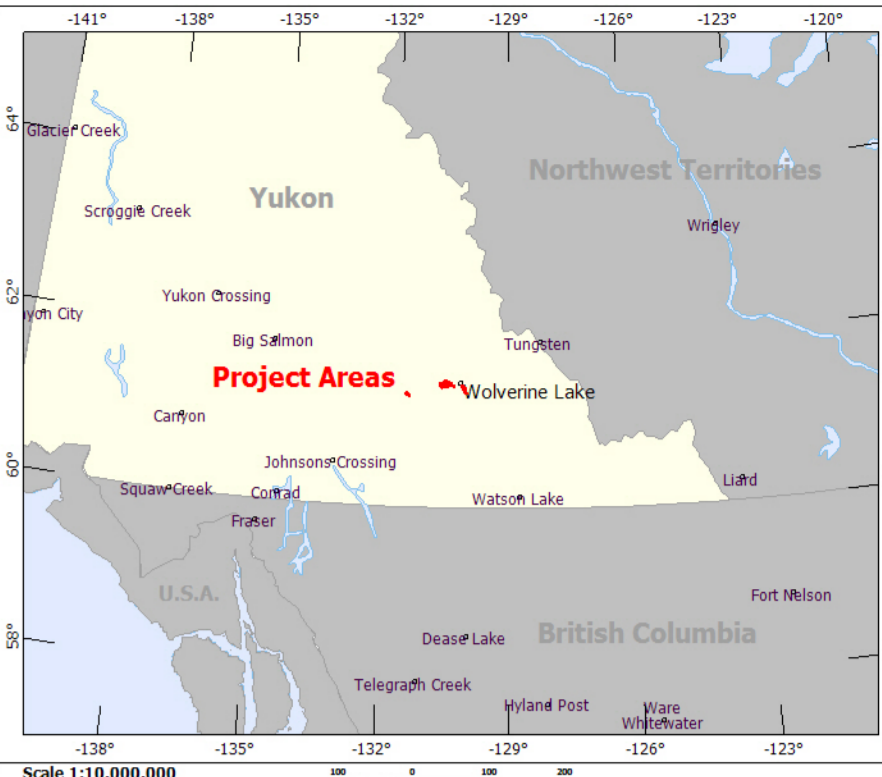 -141° -138° -135° -132° -129° -126° -123° -120°
64°
Glacier Creek
Northwest Territories
Yukon
Scroggie Creek
Wrigley
62°
Yukon Crossing
yon City
Big Salmon
Tungsten
Project Areas
Wolverine Lake
Canyon
60°
Johnsons Crossing
Liard
Squaw Creek
Conrad
Watson Lake
Fraser
U.S.A.
Fort Nelson
58°
Dease Lake
British Columbia
Telegraph Creek
Hyland Post
Ware
Whitewater
-138° -135° -132° -129° -126° -123°
Scale 1:10,000,000
100 0 100 200